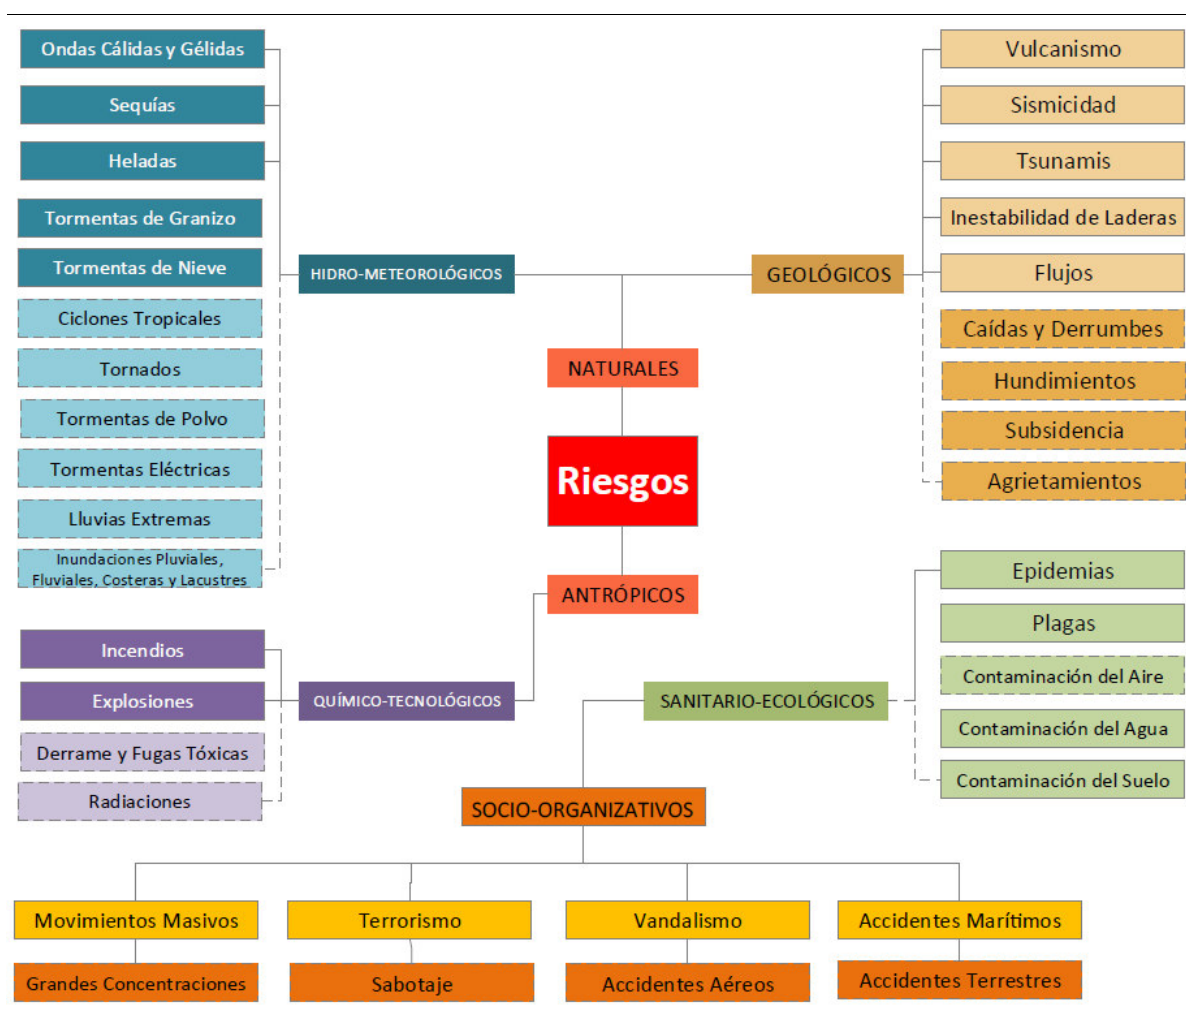 Ondas Cálidas y Gélidas
Sequías
Heladas
Tormentas de Granizo
Tormentas de Nieve
Ciclones Tropicales
Tornados
Tormentas de Polvo
Tormentas Eléctricas
Lluvias Extremas
Inundaciones Pluviales,
Fluviales, Costeras y Lacustres
HIDRO-METEOROLÓGICOS
GEOLÓGICOS
Vulcanismo
Sismicidad
Tsunamis
Inestabilidad de Laderas
Flujos
Caídas y Derrumbes
Hundimientos
Subsidencia
Agrietamientos
NATURALES
Riesgos
ANTRÓPICOS
Incendios
Explosiones
Derrame y Fugas Tóxicas
Radiaciones
QUÍMICO-TECNOLÓGICOS
SANITARIO-ECOLÓGICOS
Epidemias
Plagas
Contaminación del Aire
Contaminación del Agua
Contaminación del Suelo
SOCIO-ORGANIZATIVOS
Movimientos Masivos
Terrorismo
Vandalismo
Accidentes Marítimos
Grandes Concentraciones
Sabotaje
Accidentes Aéreos
Accidentes Terrestres